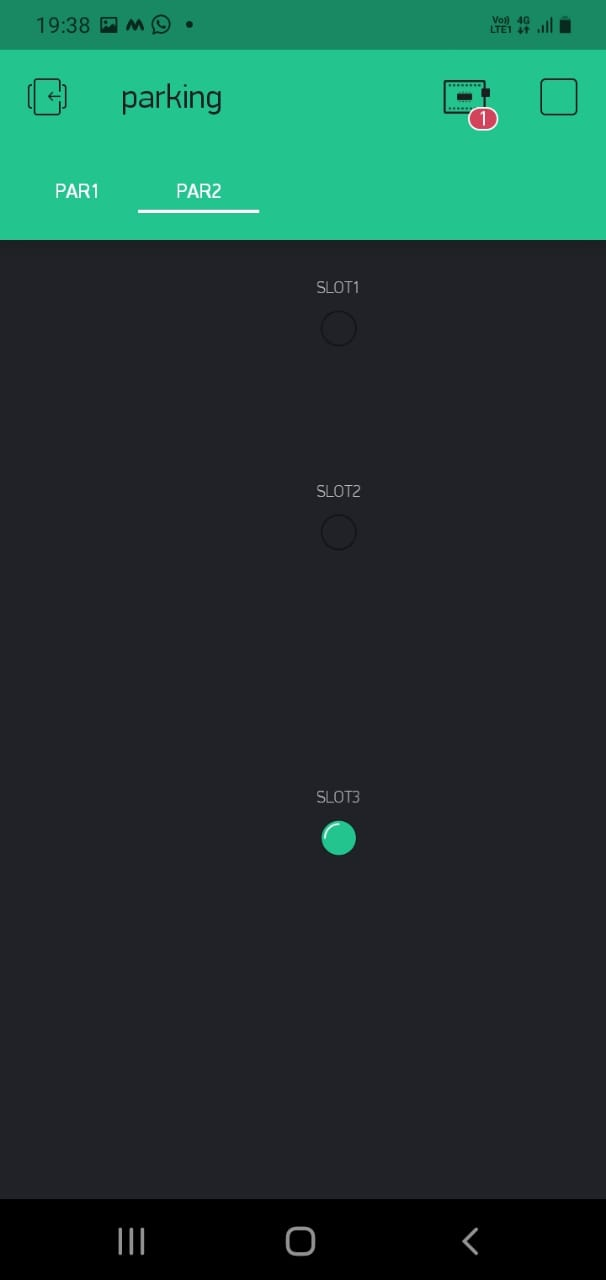 19:38 Vo)) 4G
LTE1
parking
1
PAR1 PAR2
SLOT1
SLOT2
SLOT3